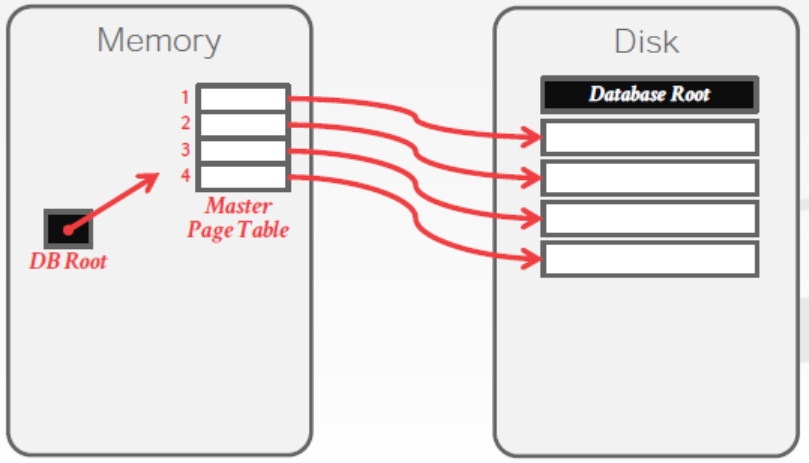 Memory
Disk
1
2
3
4
Master
Page Table
DB Root
Database Root